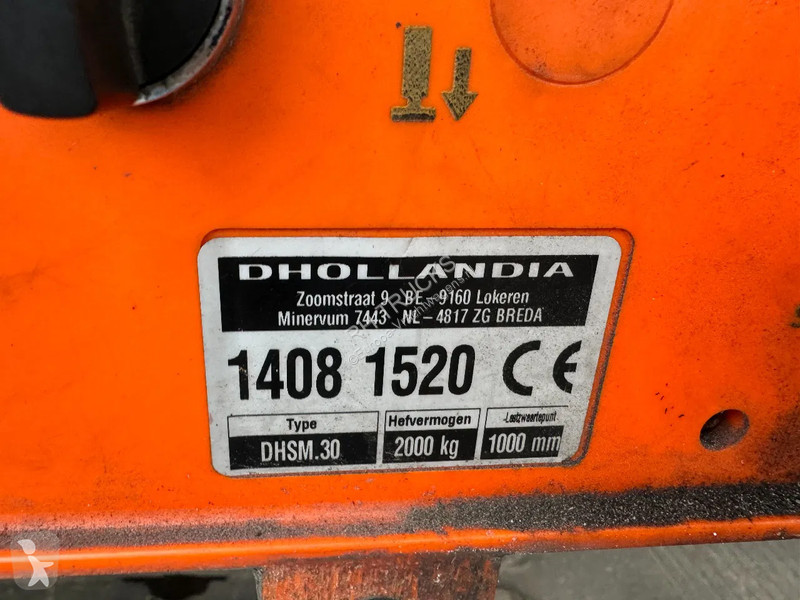 DHOLLANDIA
Zoomstraat 9 BE - 9160 Lokeren
Minervum 7443 NL - 4817 ZG BREDA
1408 1520 CE
Type Hefvermogen -Lastzwaartepunt
DHSM.30 2000 kg 1000 mm